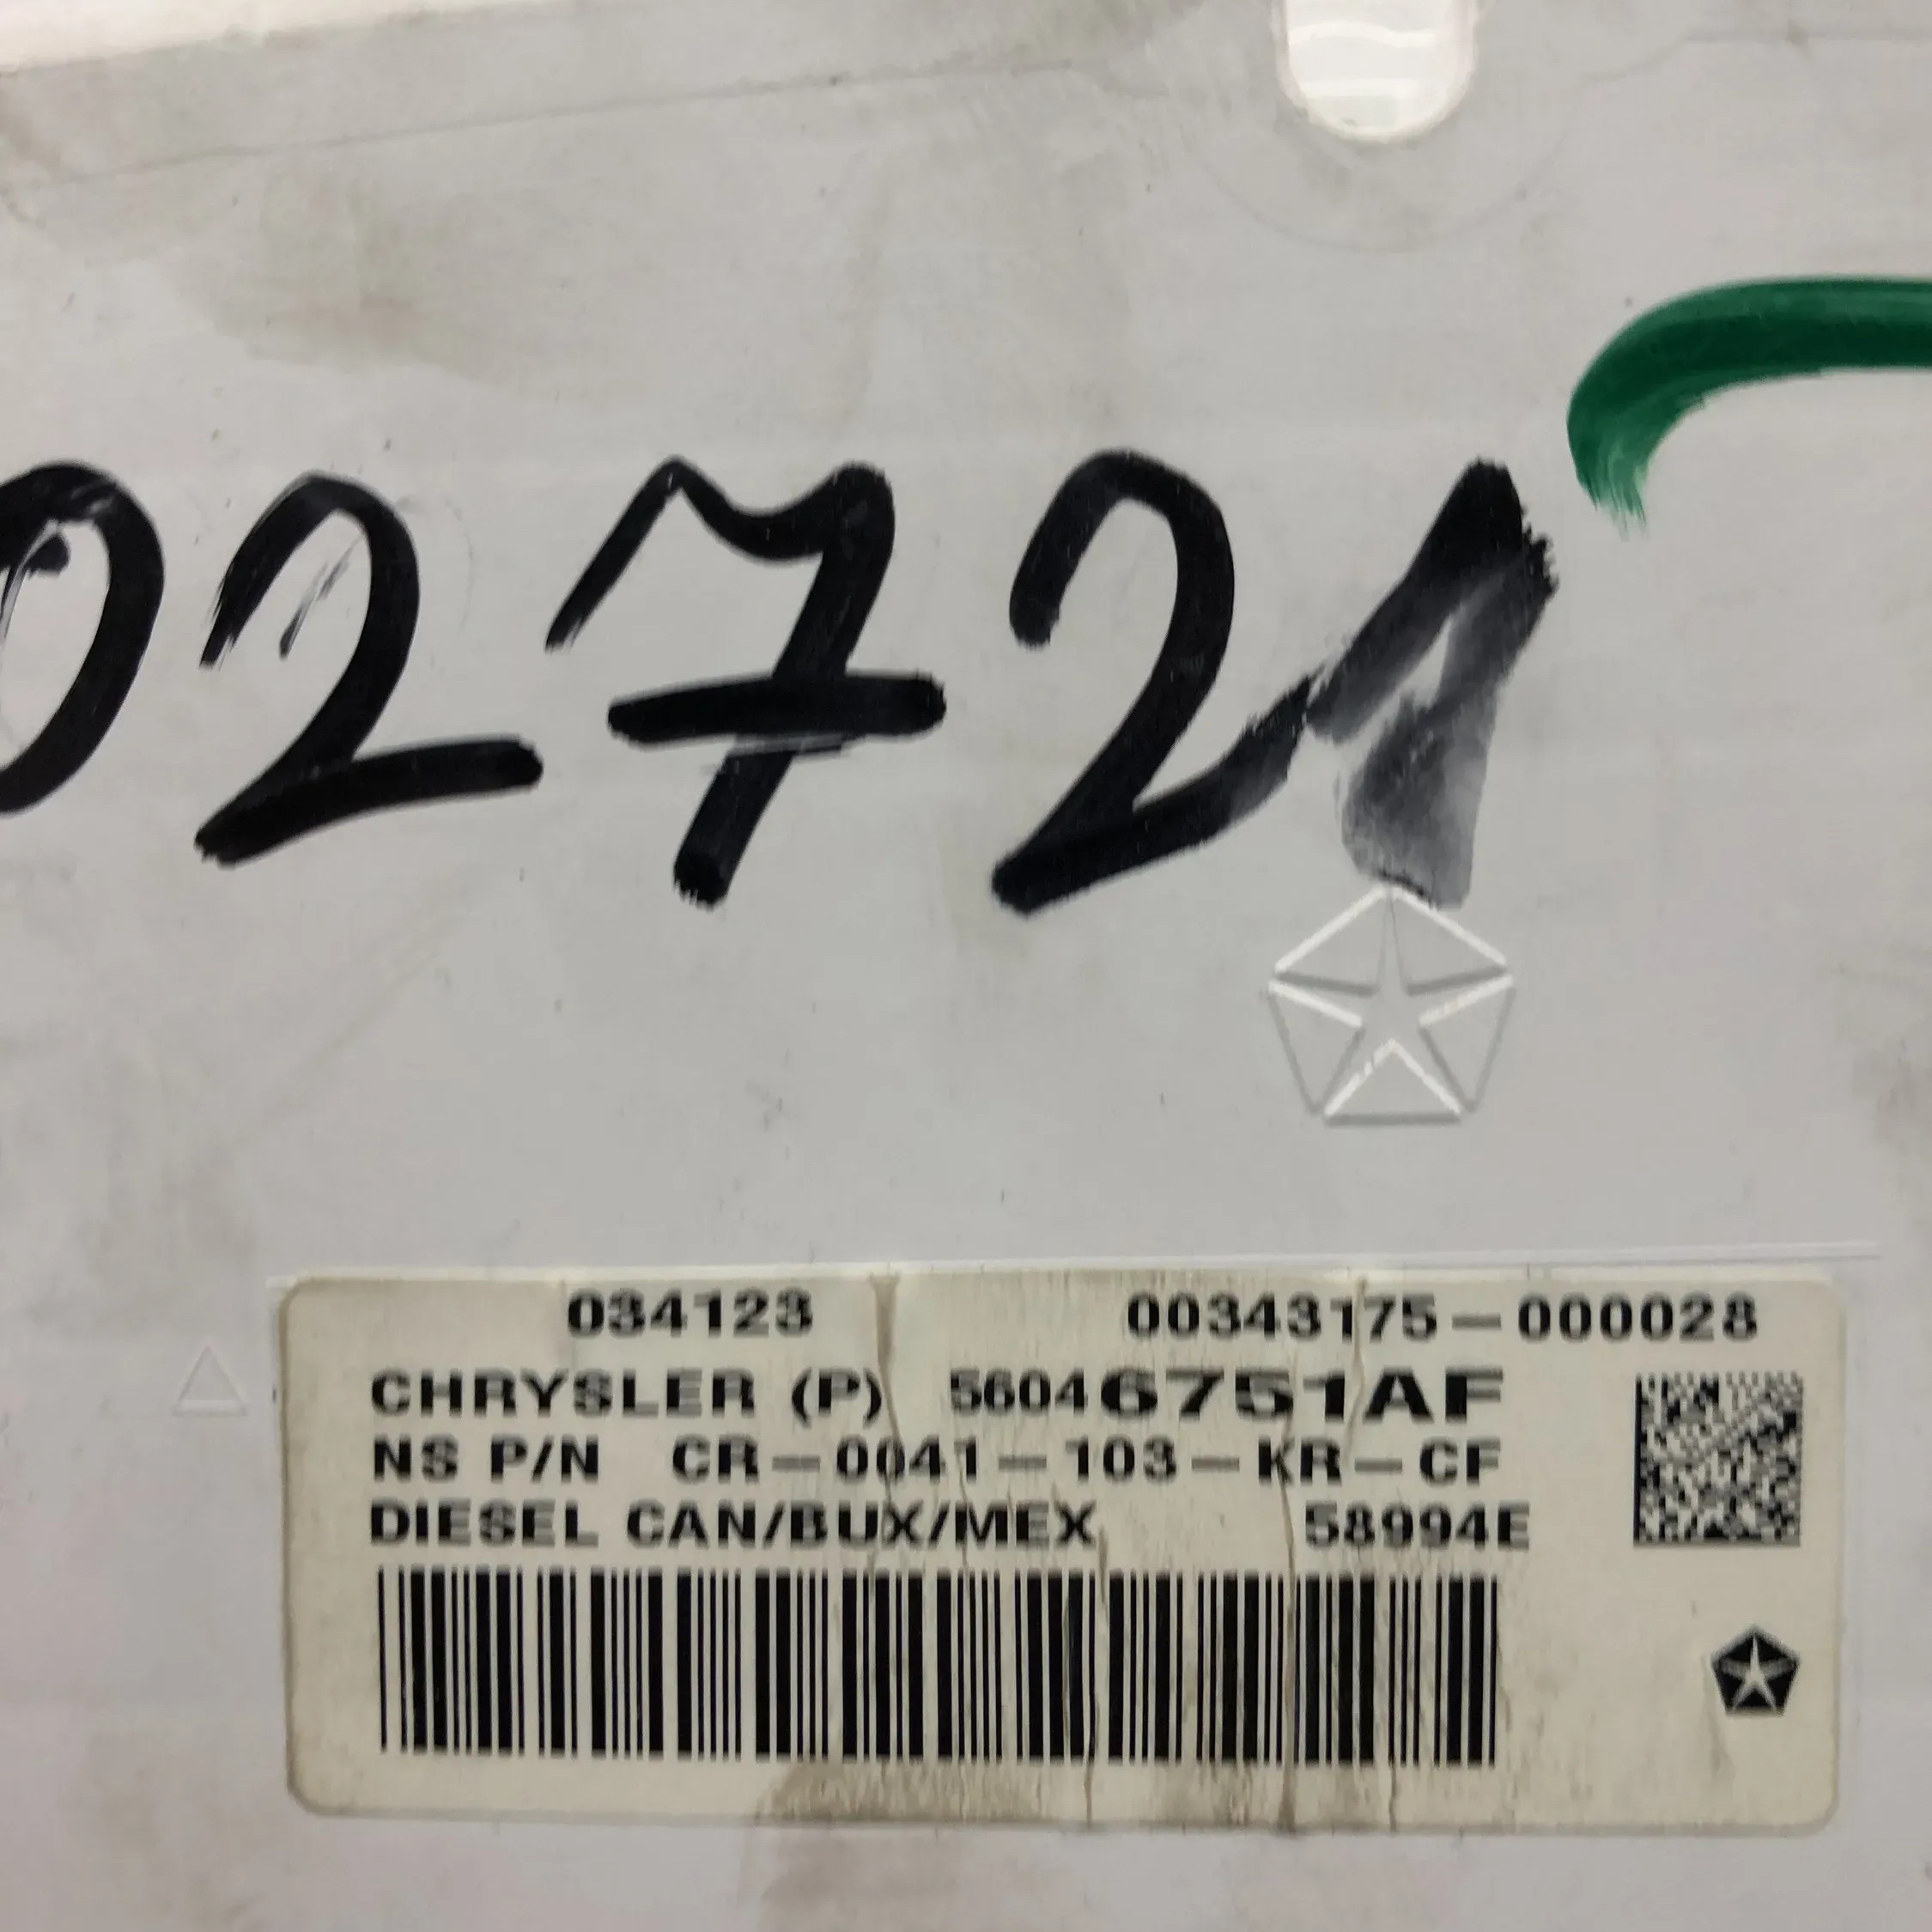 02721
034123 00343175-000028
CHRYSLER (P) 56046751AF
NS P/N CR-0041-103-KR-CF
DIESEL CAN/BUX/MEX 58994E